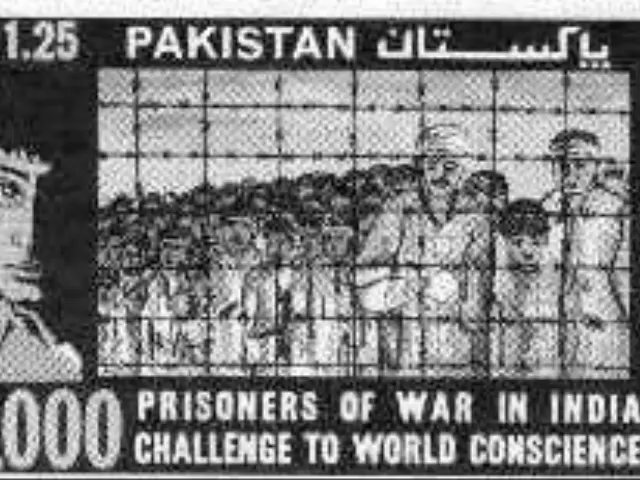 1.25 PAKISTAN پاکستان
,000 PRISONERS OF WAR IN INDIA
CHALLENGE TO WORLD CONSCIENCE